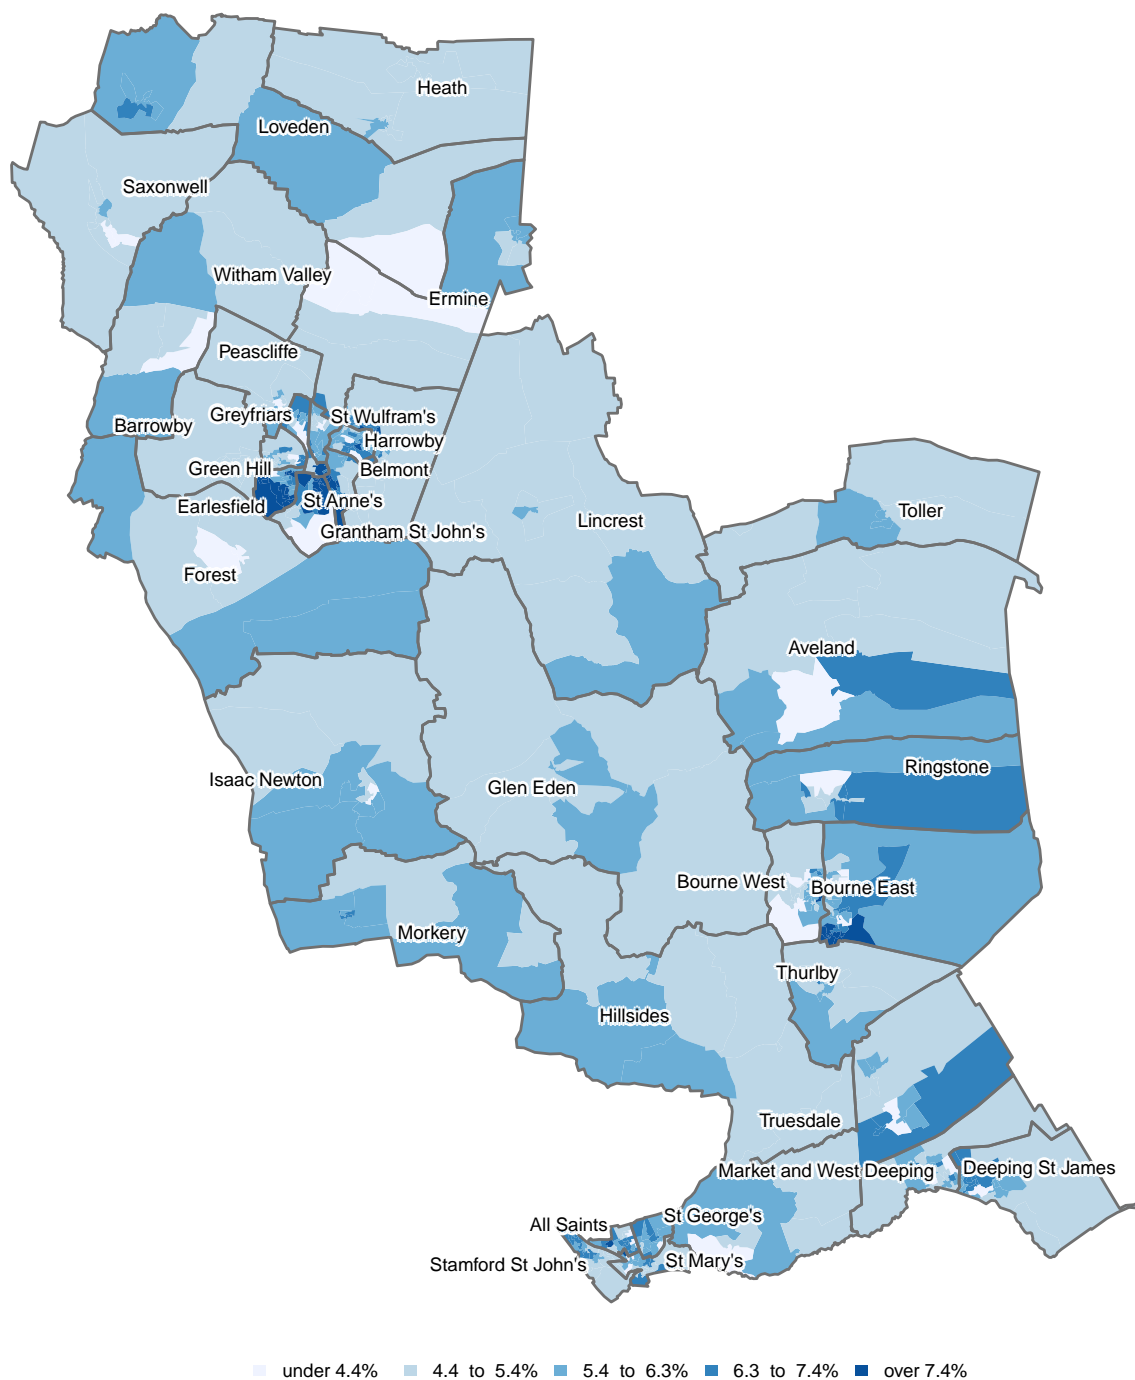 Heath
Loveden
Saxonwell
Witham Valley
Ermine
Peascliffe
Greyfriars
St Wulfram's
Barrowby
Harrowby
Green Hill
Belmont
Earlesfield
St Anne's
Grantham St John's
Lincrest
Toller
Forest
Aveland
Isaac Newton
Glen Eden
Ringstone
Bourne West
Bourne East
Morkery
Thurlby
Hillsides
Truesdale
Market and West Deeping
Deeping St James
All Saints
St George's
Stamford St John's
St Mary's
under 4.4% 4.4 to 5.4% 5.4 to 6.3% 6.3 to 7.4% over 7.4%